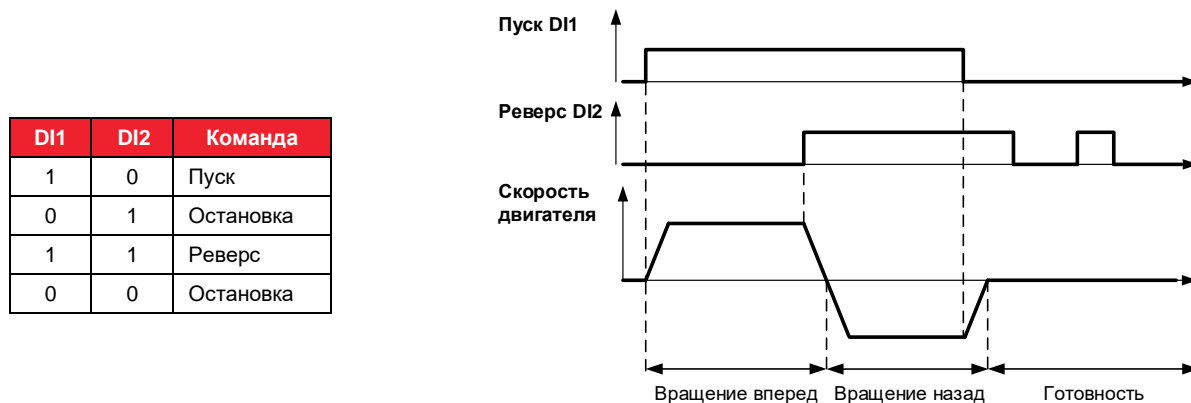 DI1 DI2 Команда
1 0 Пуск
0 1 Остановка
1 1 Реверс
0 0 Остановка
Пуск DI1
Реверс DI2
Скорость
двигателя
Вращение вперед Вращение назад Готовность